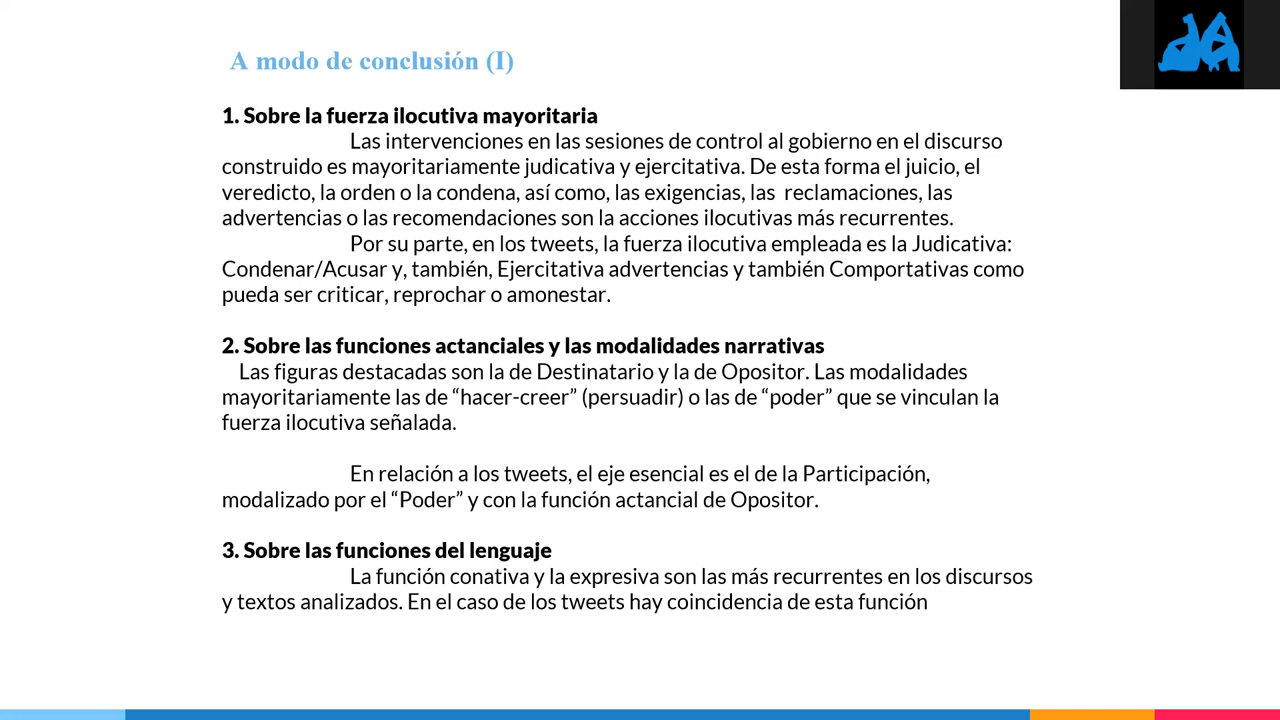 A modo de conclusión (I)
1. Sobre la fuerza ilocutiva mayoritaria
Las intervenciones en las sesiones de control al gobierno en el discurso
construido es mayoritariamente judicativa y ejercitativa. De esta forma el juicio, el
veredicto, la orden o la condena, así como, las exigencias, las reclamaciones, las
advertencias o las recomendaciones son la acciones ilocutivas más recurrentes.
Por su parte, en los tweets, la fuerza ilocutiva empleada es la Judicativa:
Condenar/Acusar y, también, Ejercitativa advertencias y también Comportativas como
pueda ser criticar, reprochar o amonestar.
2. Sobre las funciones actanciales y las modalidades narrativas
Las figuras destacadas son la de Destinatario y la de Opositor. Las modalidades
mayoritariamente las de “hacer-creer” (persuadir) o las de “poder” que se vinculan la
fuerza ilocutiva señalada.
En relación a los tweets, el eje esencial es el de la Participación,
modalizado por el “Poder” y con la función actancial de Opositor.
3. Sobre las funciones del lenguaje
La función conativa y la expresiva son las más recurrentes en los discursos
y textos analizados. En el caso de los tweets hay coincidencia de esta función